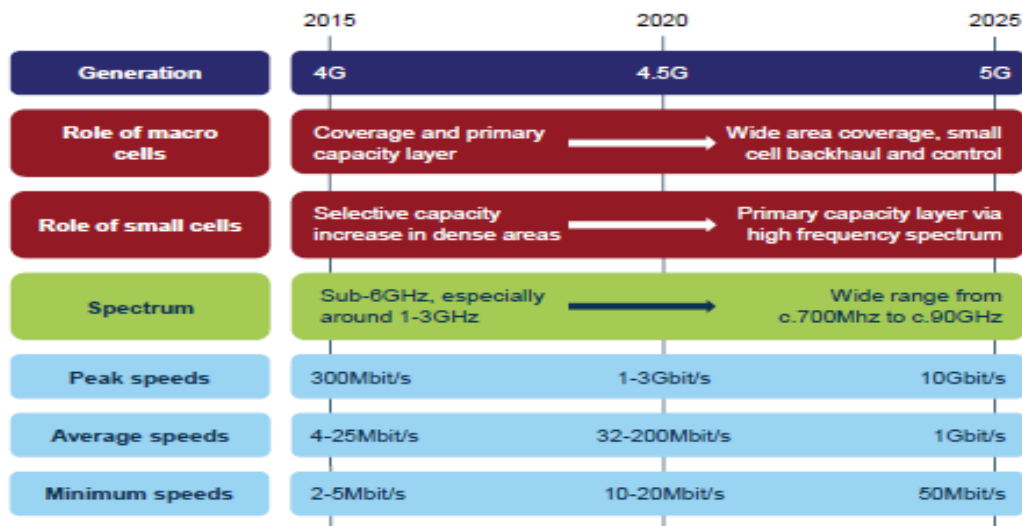 2015 2020 2025
Generation 4G 4.5G 5G
Role of macro cells
Coverage and primary capacity layer
Wide area coverage, small cell backhaul and control
Role of small cells
Selective capacity increase in dense areas
Primary capacity layer via high frequency spectrum
Spectrum
Sub-6GHz, especially around 1-3GHz
Wide range from c.700Mhz to c.90GHz
Peak speeds 300Mbit/s 1-3Gbit/s 10Gbit/s
Average speeds 4-25Mbit/s 32-200Mbit/s 1Gbit/s
Minimum speeds 2-5Mbit/s 10-20Mbit/s 50Mbit/s